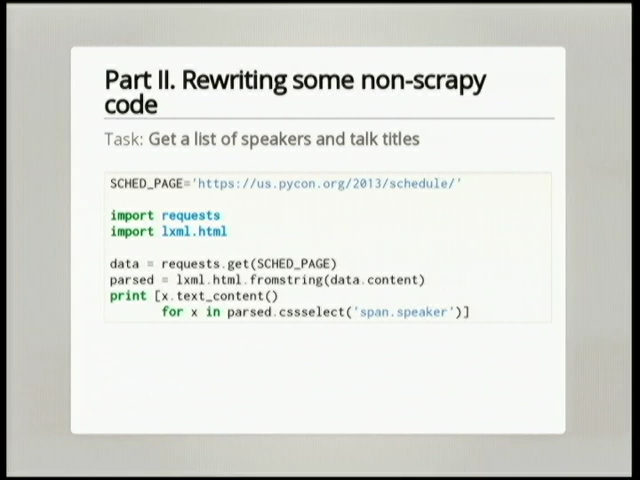 Part II. Rewriting some non-scrapy
code
Task: Get a list of speakers and talk titles
SCHED_PAGE='https://us.pycon.org/2013/schedule/'
import requests
import lxml.html
data = requests.get(SCHED_PAGE)
parsed = lxml.html.fromstring(data.content)
print [x.text_content()
for x in parsed.cssselect('span.speaker')]